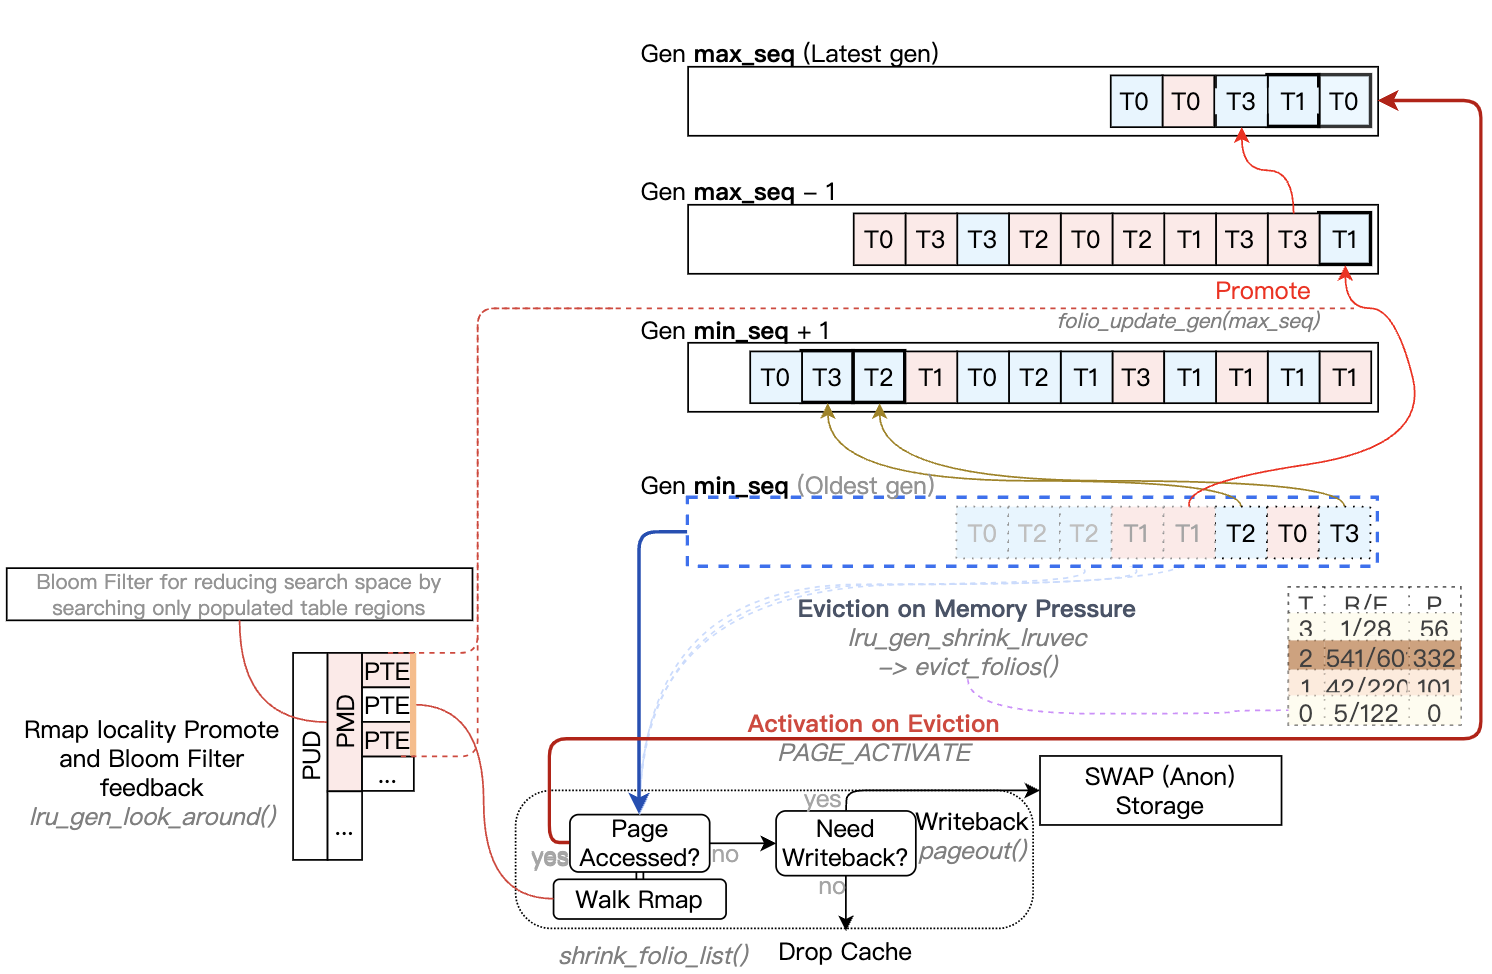 Gen max_seq (Latest gen)
T0 T0 T3 T1 T0
Gen max_seq – 1
T0 T3 T3 T2 T0 T2 T1 T3 T3 T1
Promote
folio_update_gen(max_seq)
Gen min_seq + 1
T0 T3 T2 T1 T0 T2 T1 T3 T1 T1 T1 T1
Gen min_seq (Oldest gen)
T0 T2 T2 T1 T1 T2 T0 T3
Bloom Filter for reducing search space by
searching only populated table regions
Eviction on Memory Pressure
lru_gen_shrink_lruvec
–> evict_folios()
T R/E P
3 1/28 56
2 541/60 332
1 42/220 101
0 5/122 0
PUD
PMD
PTE
PTE
PTE
...
...
Rmap locality Promote
and Bloom Filter
feedback
lru_gen_look_around()
Activation on Eviction
PAGE_ACTIVATE
SWAP (Anon)
Storage
yes
Page
Accessed?
yes
no
Need
Writeback?
Writeback
pageout()
no
Walk Rmap
shrink_folio_list()
Drop Cache